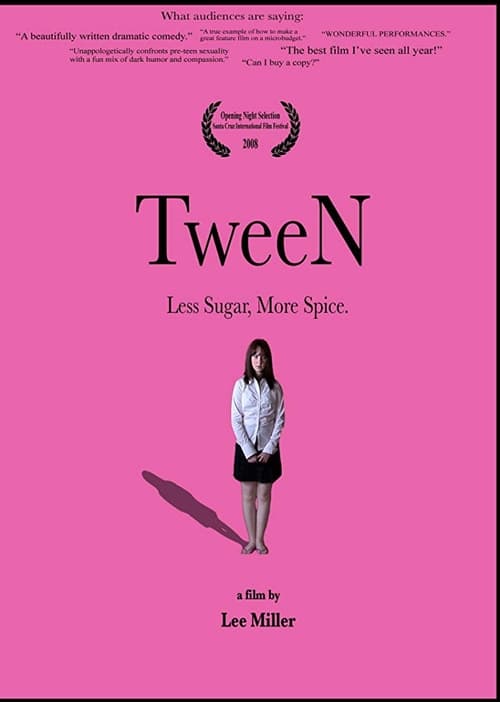 What audiences are saying:
“A beautifully written dramatic comedy.”
“A true example of how to make a
great feature film on a microbudget.”
“WONDERFUL PERFORMANCES.”
“Unappologetically confronts pre-teen sexuality
with a fun mix of dark humor and compassion.”
“The best film I’ve seen all year!”
“Can I buy a copy?”
Opening Night Selection
Santa Cruz International Film Festival
2008
TweeN
Less Sugar, More Spice.
a film by
Lee Miller